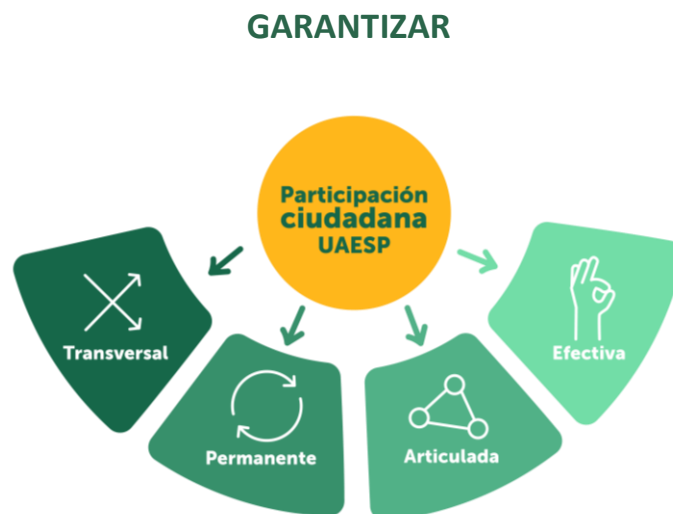 GARANTIZAR
Participación
ciudadana
UAESP
Transversal
Permanente
Articulada
Efectiva